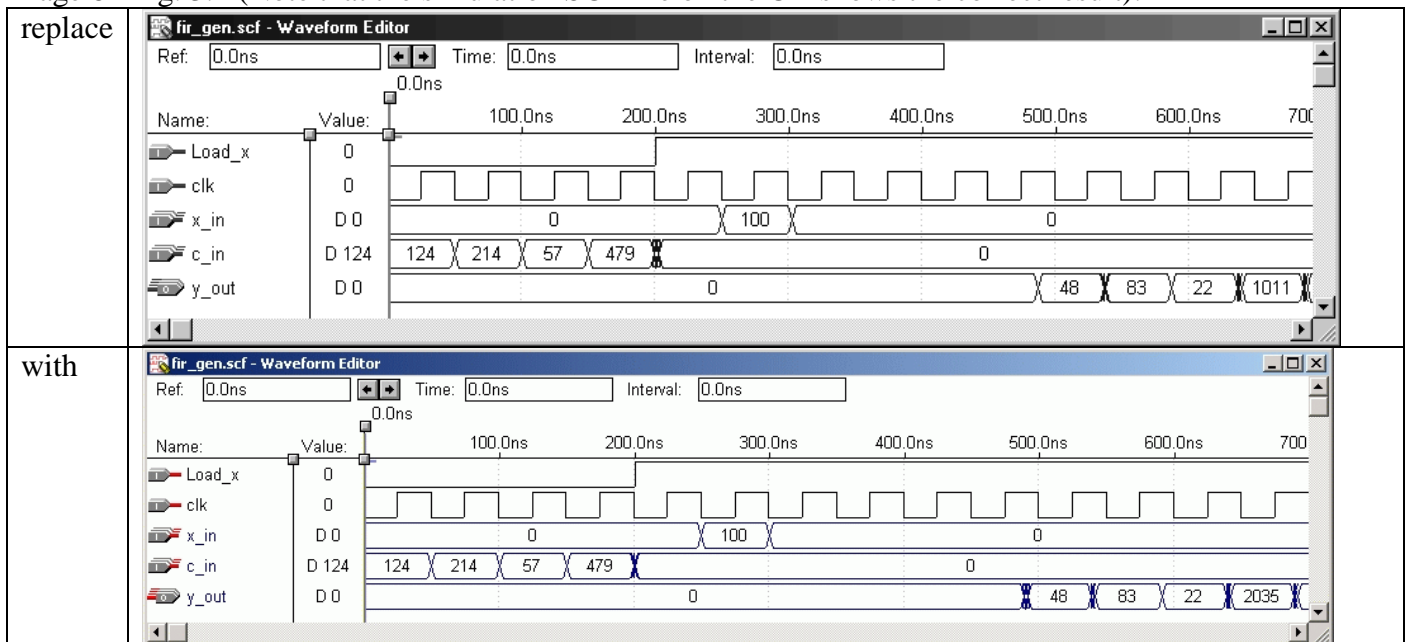 replace
fir_gen.scf - Waveform Editor
Ref: 0.0ns Time: 0.0ns Interval: 0.0ns
0.0ns
Name: Value: 100.0ns 200.0ns 300.0ns 400.0ns 500.0ns 600.0ns 700
Load_x 0
clk 0
x_in D 0 0 100 0
c_in D 124 124 214 57 479 0
y_out D 0 0 48 83 22 1011
with
fir_gen.scf - Waveform Editor
Ref: 0.0ns Time: 0.0ns Interval: 0.0ns
0.0ns
Name: Value: 100.0ns 200.0ns 300.0ns 400.0ns 500.0ns 600.0ns 700
Load_x 0
clk 0
x_in D 0 0 100 0
c_in D 124 124 214 57 479 0
y_out D 0 0 48 83 22 2035